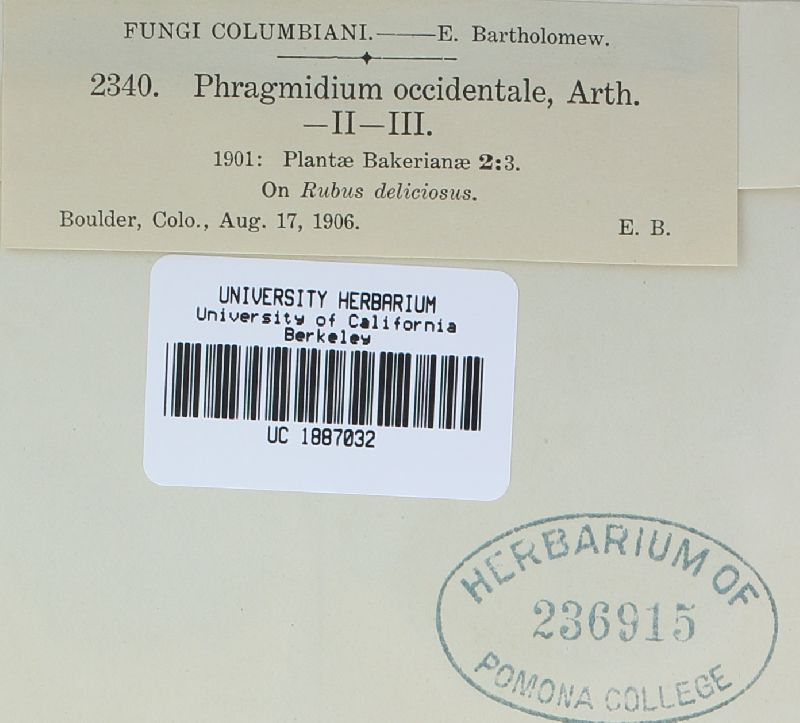 FUNGI COLUMBIANI.——E. Bartholomew.
2340. Phragmidium occidentale, Arth.
—II—III.
1901: Plantæ Bakerianæ 2:3.
On Rubus deliciosus.
Boulder, Colo., Aug. 17, 1906. E. B.
UNIVERSITY HERBARIUM
University of California
Berkeley
UC 1887032
HERBARIUM OF
236915
POMONA COLLEGE